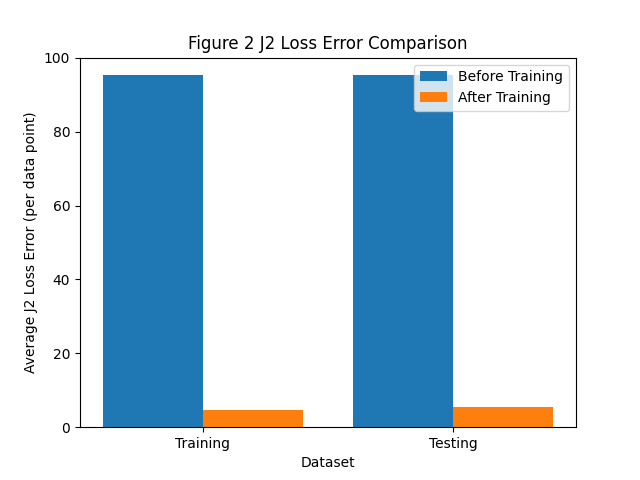 Figure 2 J2 Loss Error Comparison
Before Training
After Training
Average J2 Loss Error (per data point)
100
80
60
40
20
0
Training
Testing
Dataset